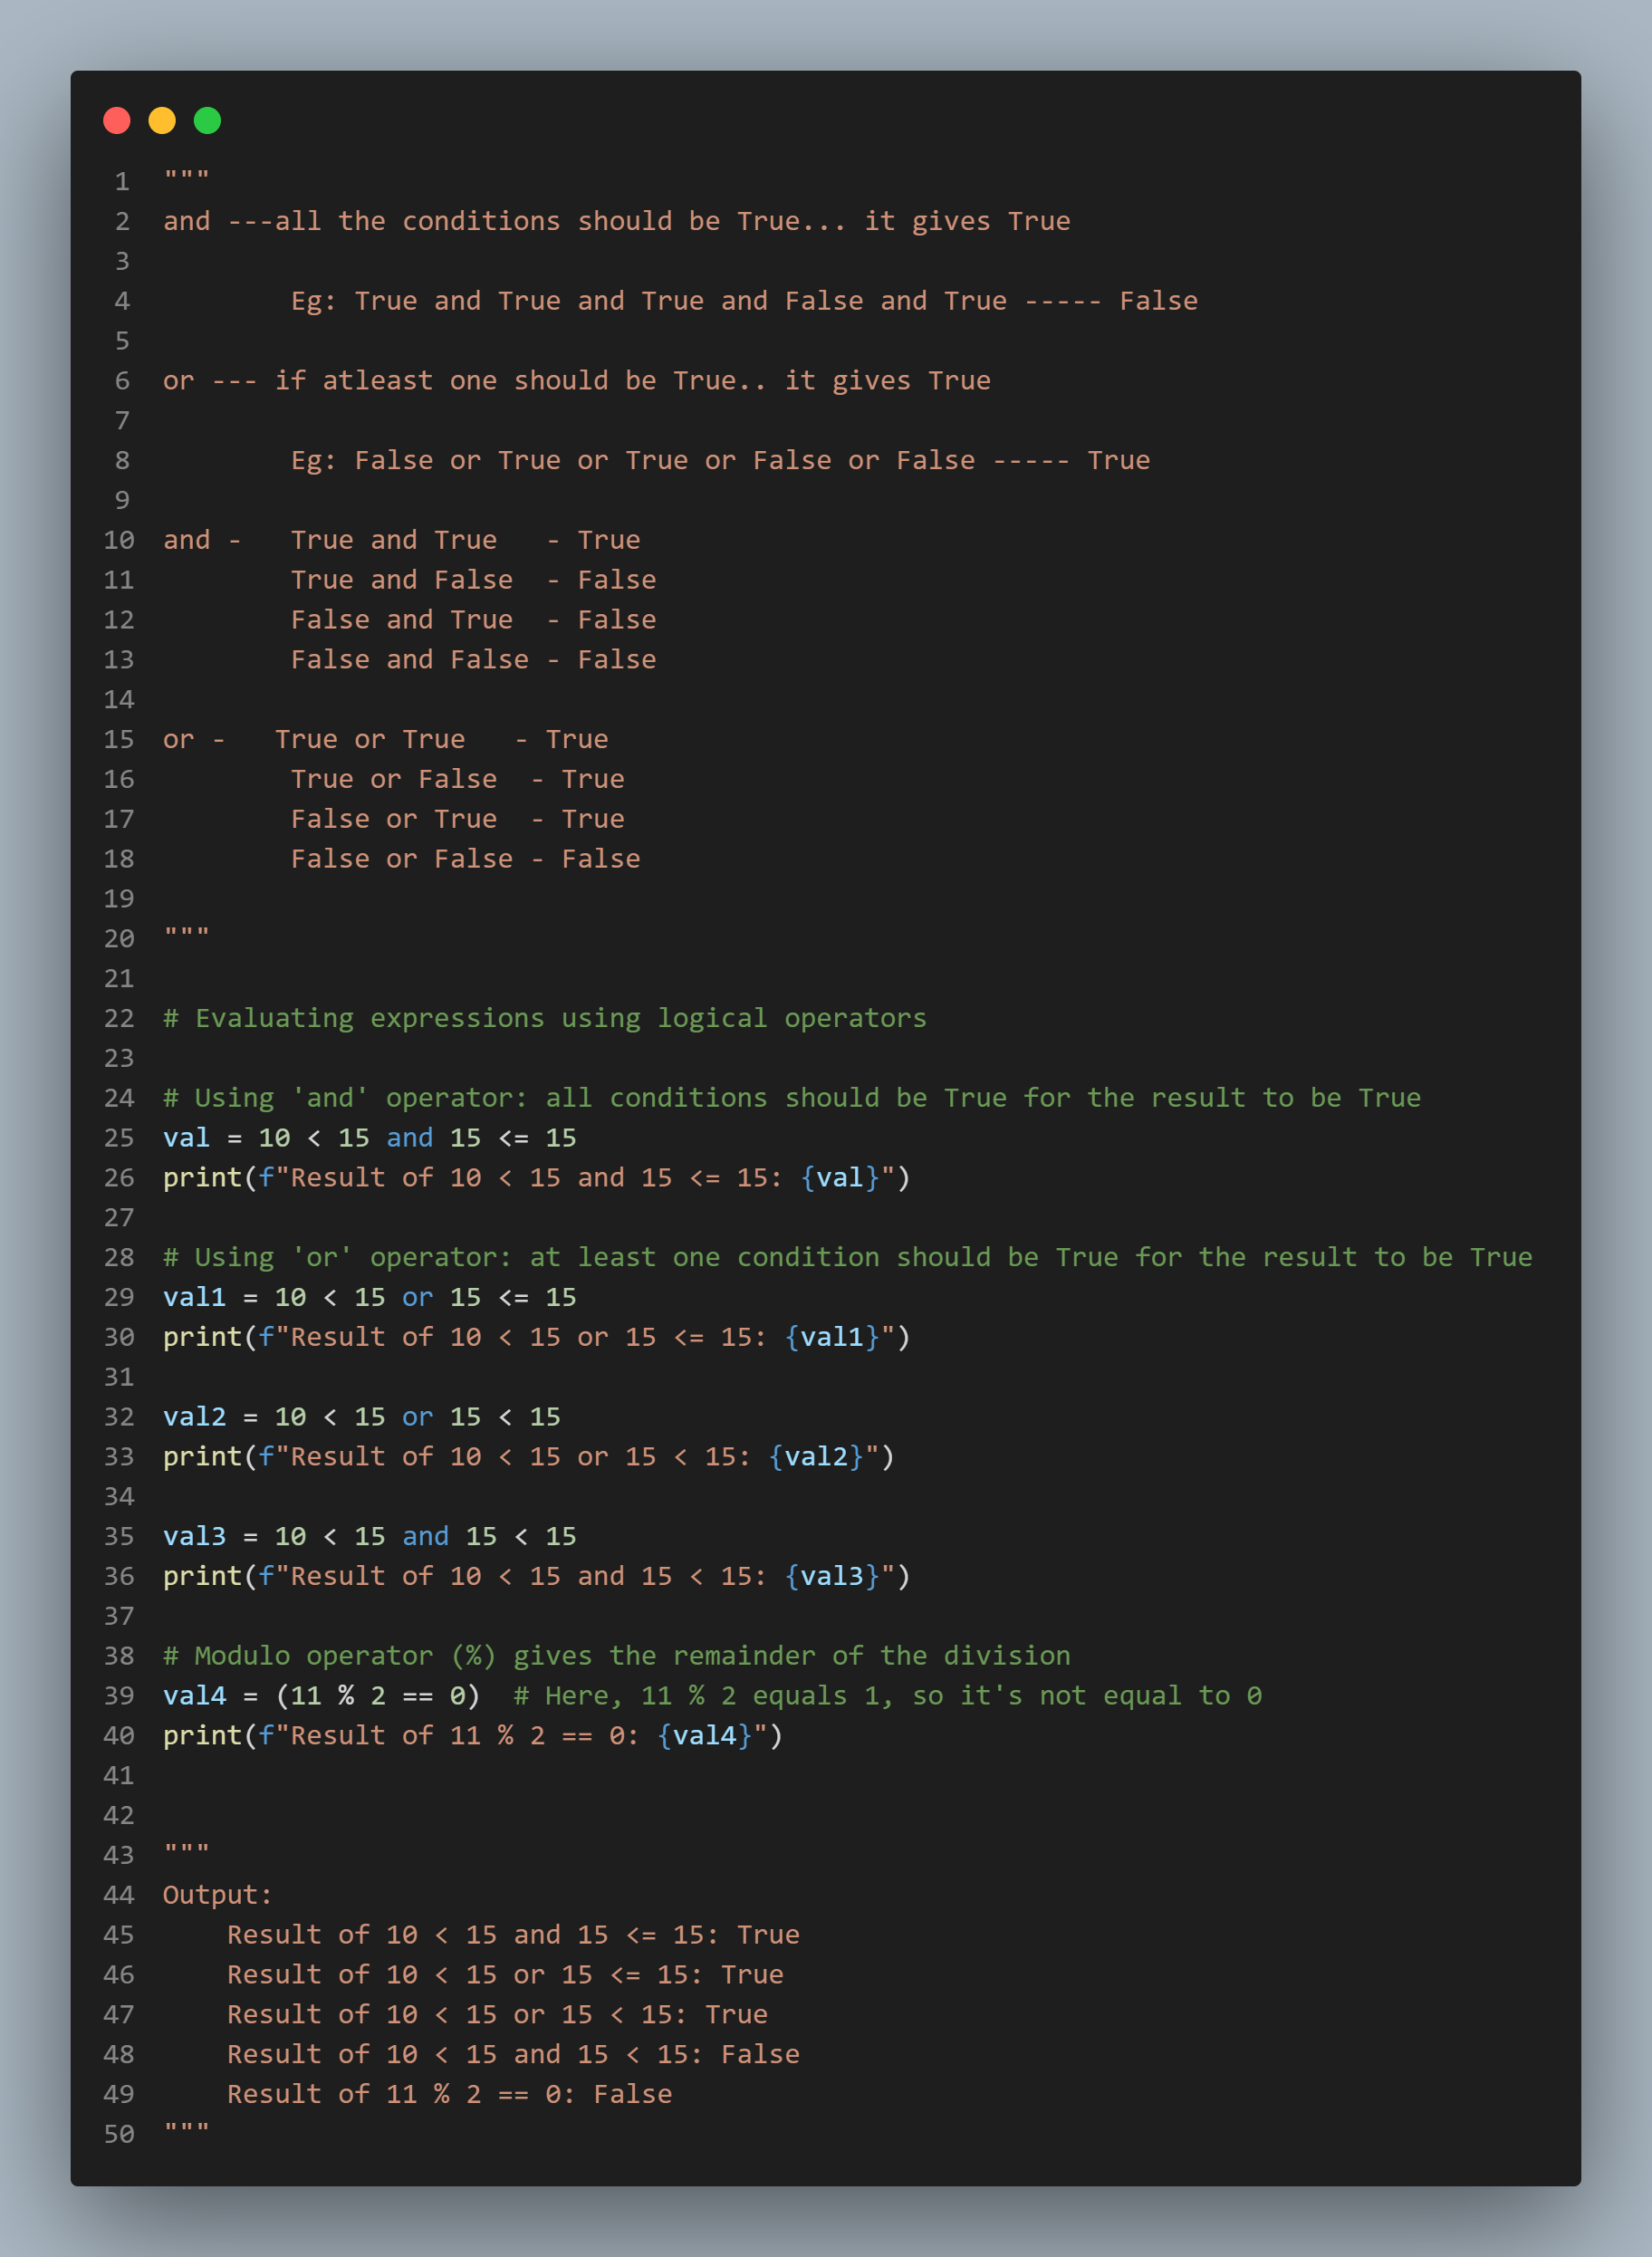 1 """
2 and ---all the conditions should be True... it gives True
3
4         Eg: True and True and True and False and True ----- False
5
6 or --- if atleast one should be True.. it gives True
7
8         Eg: False or True or True or False or False ----- True
9
10 and -   True and True   - True
11         True and False  - False
12         False and True  - False
13         False and False - False
14
15 or -   True or True   - True
16         True or False  - True
17         False or True  - True
18         False or False - False
19
20 """
21
22 # Evaluating expressions using logical operators
23
24 # Using 'and' operator: all conditions should be True for the result to be True
25 val = 10 < 15 and 15 <= 15
26 print(f"Result of 10 < 15 and 15 <= 15: {val}")
27
28 # Using 'or' operator: at least one condition should be True for the result to be True
29 val1 = 10 < 15 or 15 <= 15
30 print(f"Result of 10 < 15 or 15 <= 15: {val1}")
31
32 val2 = 10 < 15 or 15 < 15
33 print(f"Result of 10 < 15 or 15 < 15: {val2}")
34
35 val3 = 10 < 15 and 15 < 15
36 print(f"Result of 10 < 15 and 15 < 15: {val3}")
37
38 # Modulo operator (%) gives the remainder of the division
39 val4 = (11 % 2 == 0)  # Here, 11 % 2 equals 1, so it's not equal to 0
40 print(f"Result of 11 % 2 == 0: {val4}")
41
42
43 """
44 Output:
45     Result of 10 < 15 and 15 <= 15: True
46     Result of 10 < 15 or 15 <= 15: True
47     Result of 10 < 15 or 15 < 15: True
48     Result of 10 < 15 and 15 < 15: False
49     Result of 11 % 2 == 0: False
50 """